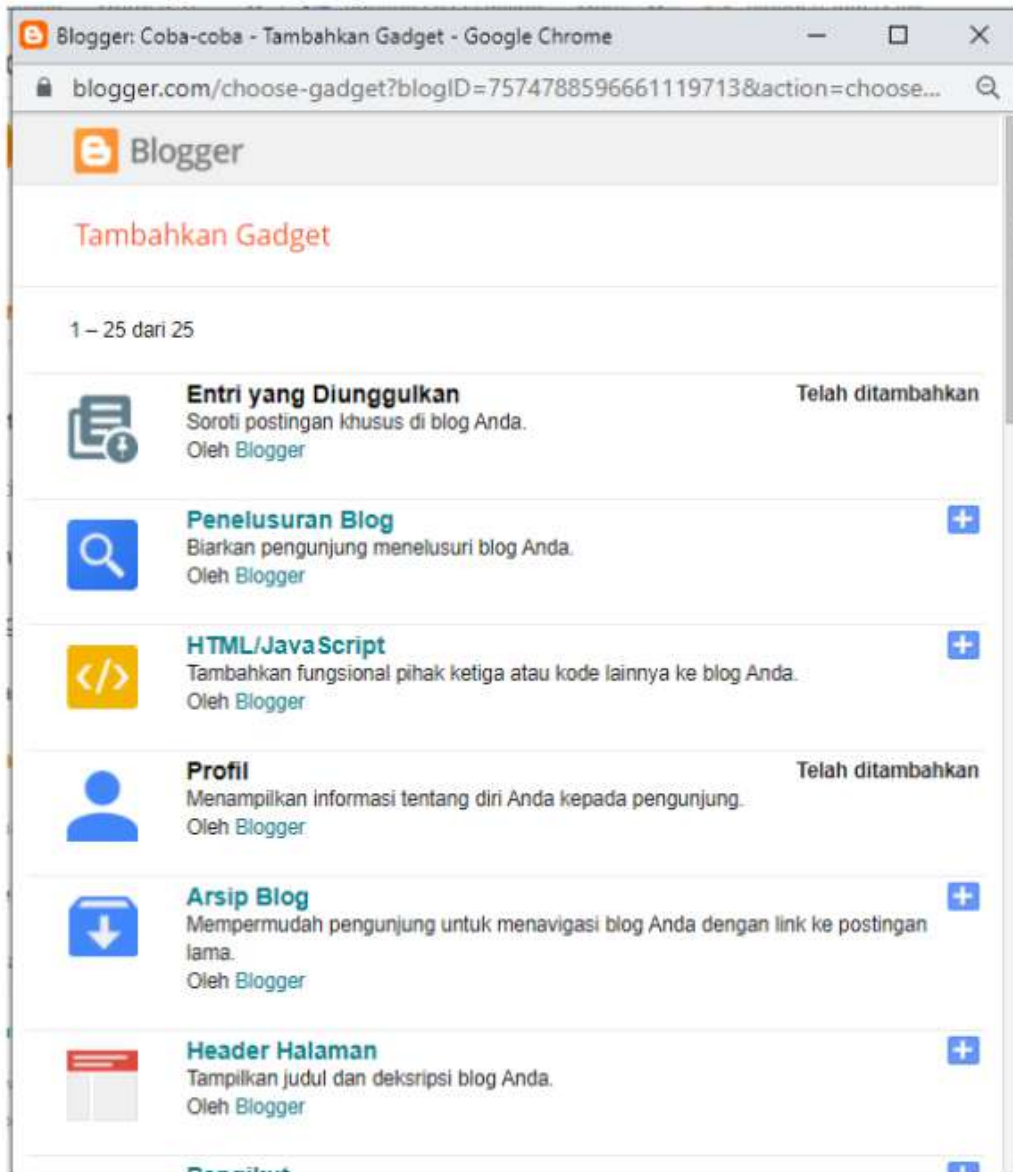 Blogger: Coba-coba - Tambahkan Gadget - Google Chrome
blogger.com/choose-gadget?blogID=7574788596661119713&action=choose...
Blogger
Tambahkan Gadget
1 – 25 dari 25
Entri yang Diunggulkan
Telah ditambahkan
Soroti postingan khusus di blog Anda.
Oleh Blogger
Penelusuran Blog
Biarkan pengunjung menelusuri blog Anda.
Oleh Blogger
HTML/JavaScript
</>
Tambahkan fungsional pihak ketiga atau kode lainnya ke blog Anda.
Oleh Blogger
Profil
Telah ditambahkan
Menampilkan informasi tentang diri Anda kepada pengunjung.
Oleh Blogger
Arsip Blog
Mempermudah pengunjung untuk menavigasi blog Anda dengan link ke postingan
lama.
Oleh Blogger
Header Halaman
Tampilkan judul dan deksripsi blog Anda.
Oleh Blogger